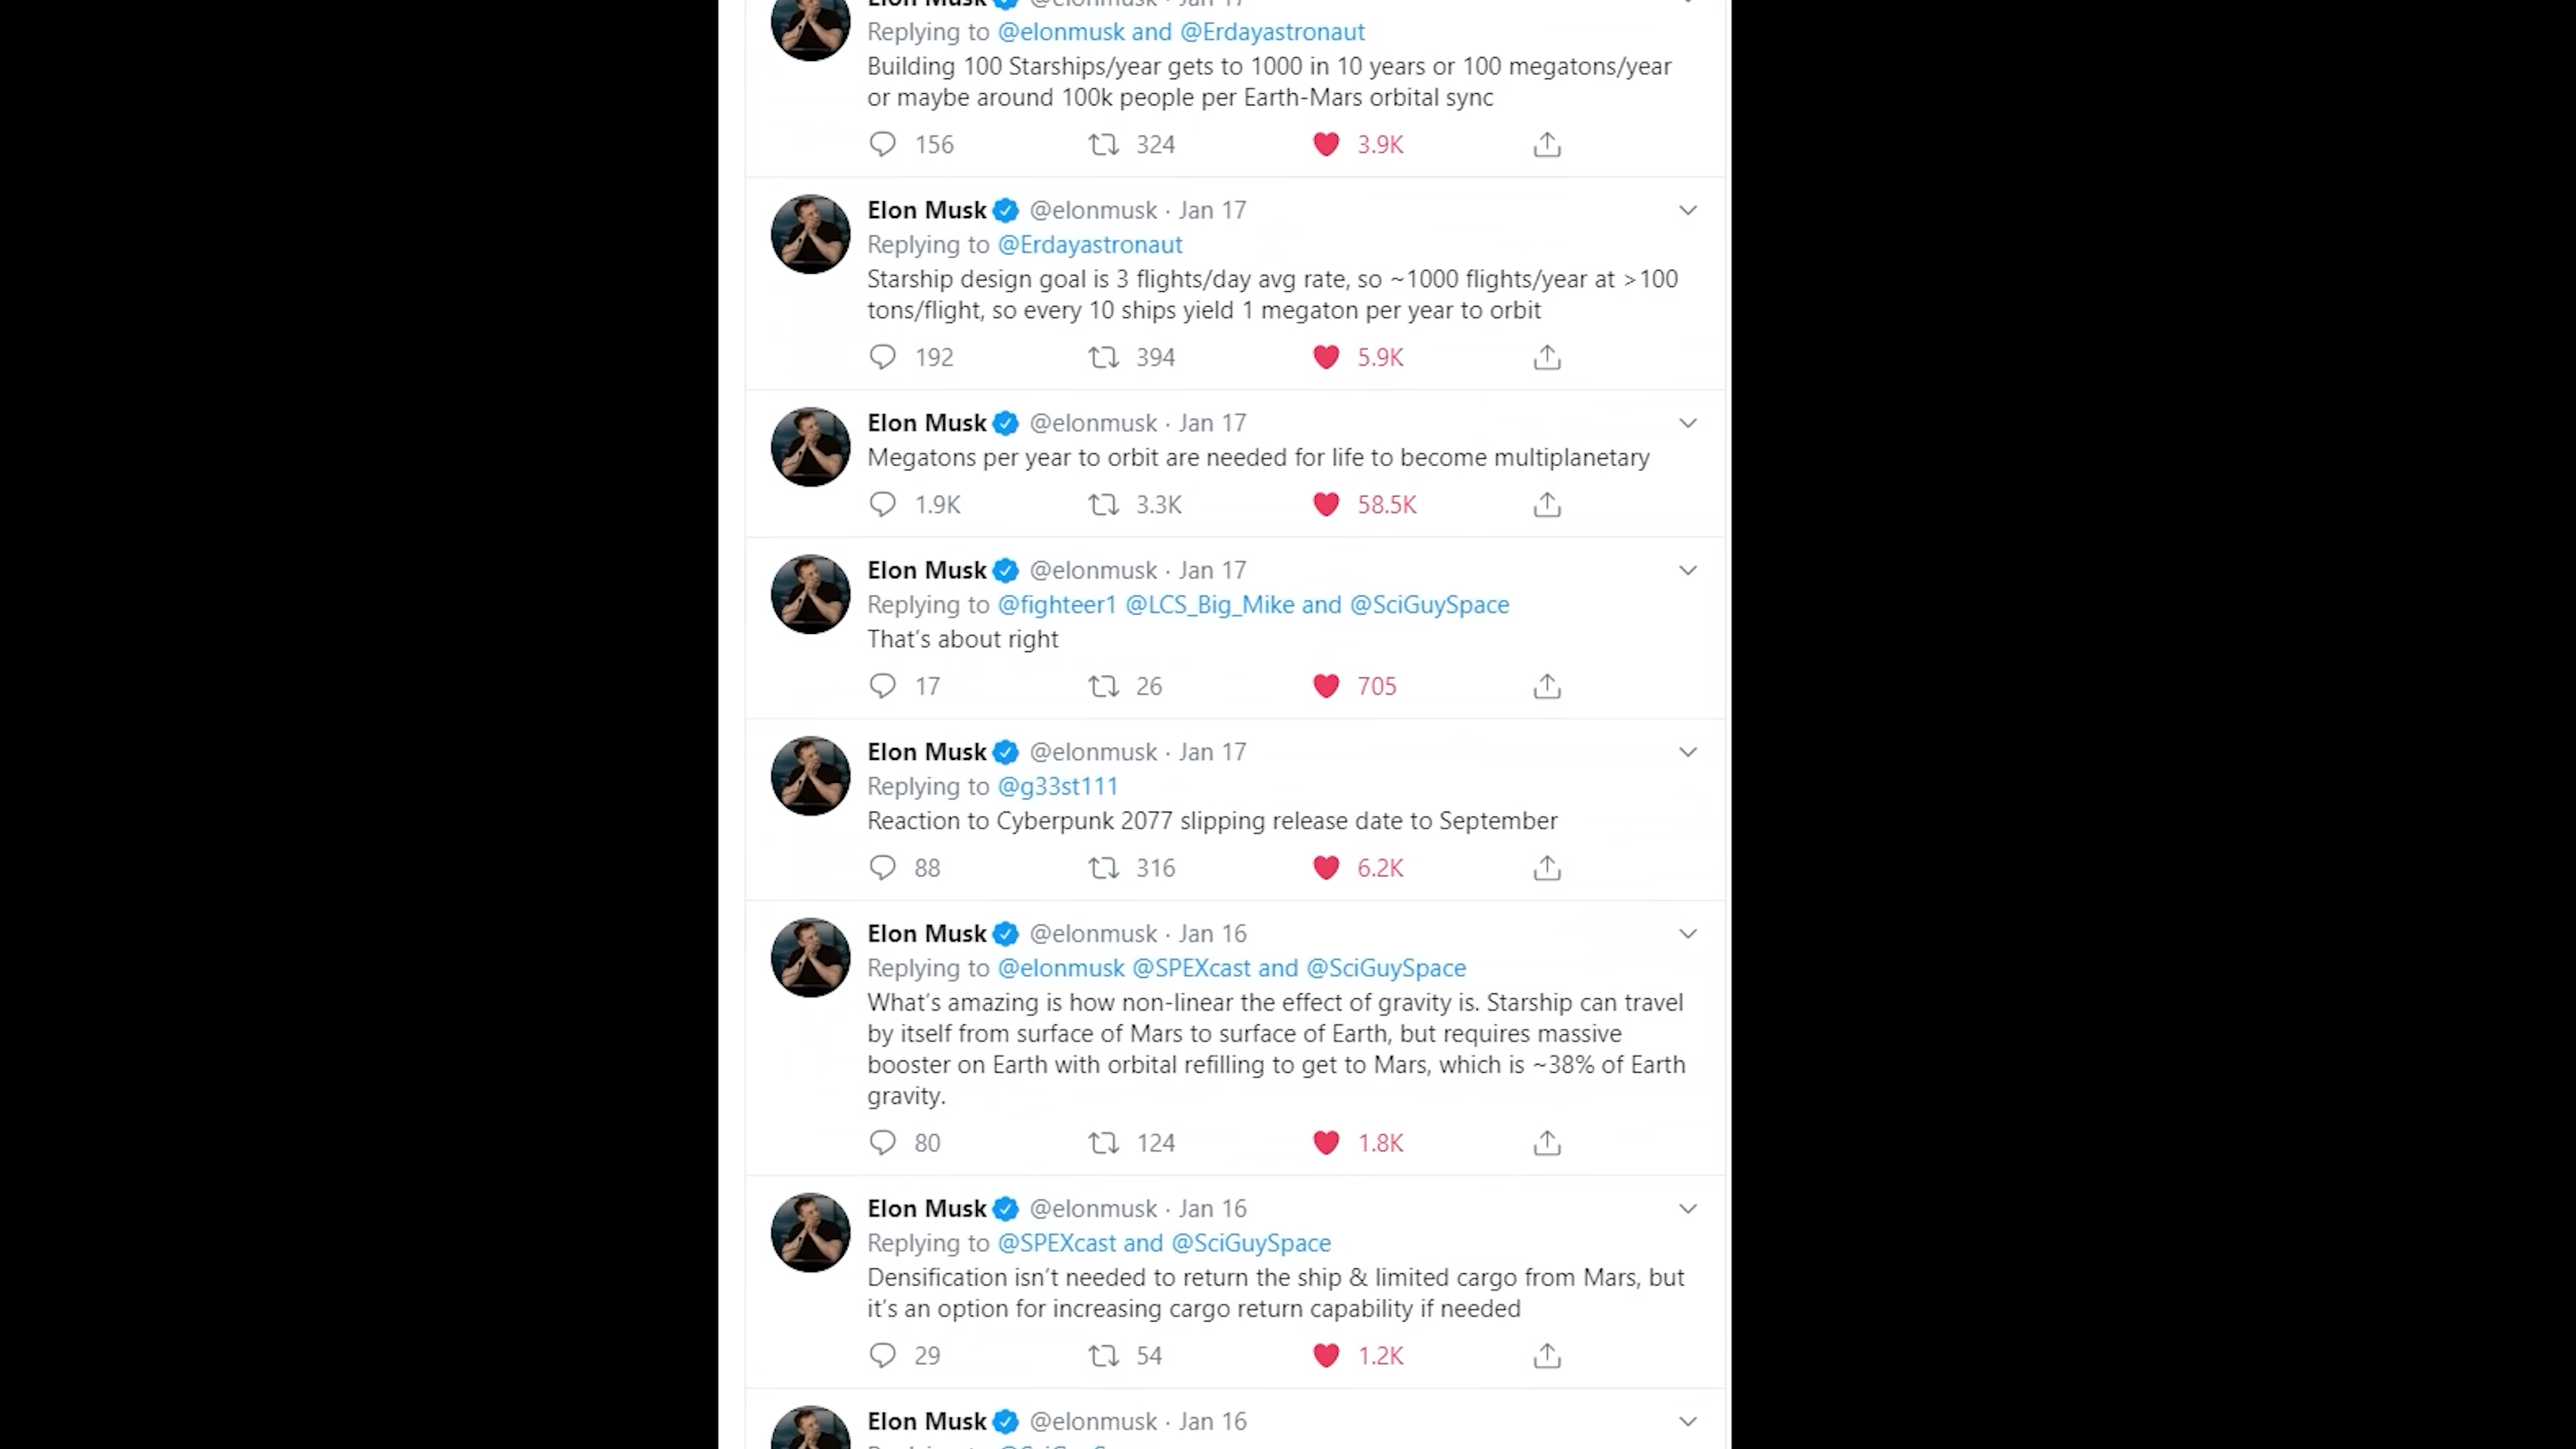 Elon Musk @elonmusk · Jan 17
Replying to @elonmusk and @Erdayastronaut
Building 100 Starships/year gets to 1000 in 10 years or 100 megatons/year
or maybe around 100k people per Earth-Mars orbital sync
156 324 3.9K
Elon Musk @elonmusk · Jan 17
Replying to @Erdayastronaut
Starship design goal is 3 flights/day avg rate, so ~1000 flights/year at >100
tons/flight, so every 10 ships yield 1 megaton per year to orbit
192 394 5.9K
Elon Musk @elonmusk · Jan 17
Megatons per year to orbit are needed for life to become multiplanetary
1.9K 3.3K 58.5K
Elon Musk @elonmusk · Jan 17
Replying to @fighteer1 @LCS_Big_Mike and @SciGuySpace
That’s about right
17 26 705
Elon Musk @elonmusk · Jan 17
Replying to @g33st111
Reaction to Cyberpunk 2077 slipping release date to September
88 316 6.2K
Elon Musk @elonmusk · Jan 16
Replying to @elonmusk @SPEXcast and @SciGuySpace
What’s amazing is how non-linear the effect of gravity is. Starship can travel
by itself from surface of Mars to surface of Earth, but requires massive
booster on Earth with orbital refilling to get to Mars, which is ~38% of Earth
gravity.
80 124 1.8K
Elon Musk @elonmusk · Jan 16
Replying to @SPEXcast and @SciGuySpace
Densification isn’t needed to return the ship & limited cargo from Mars, but
it’s an option for increasing cargo return capability if needed
29 54 1.2K
Elon Musk @elonmusk · Jan 16